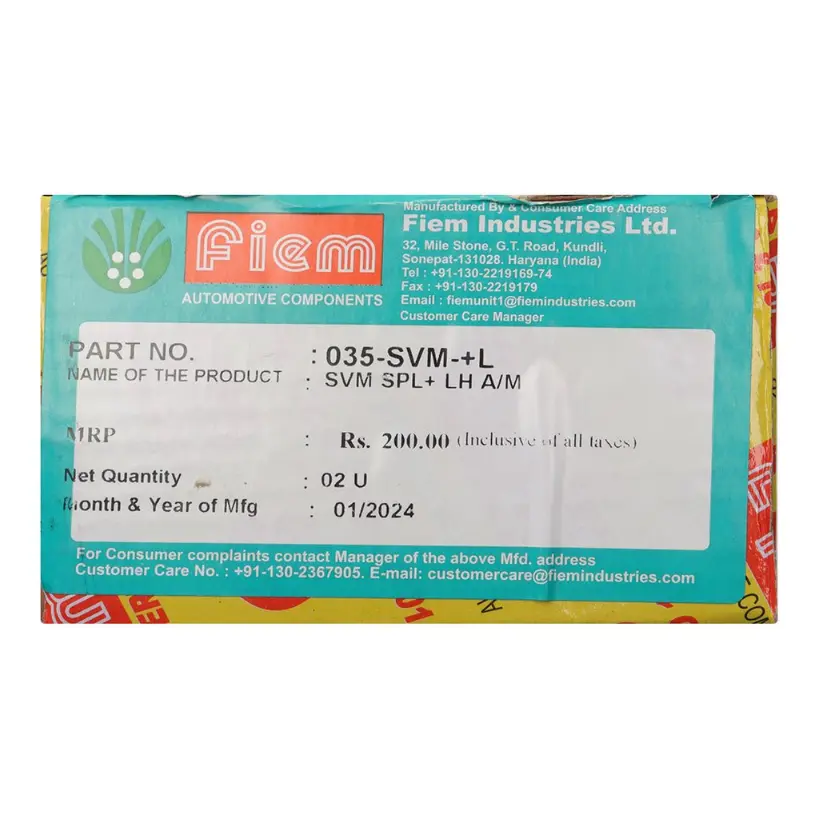 Fiem
AUTOMOTIVE COMPONENTS
Manufactured By & Consumer Care Address
Fiem Industries Ltd.
32, Mile Stone, G.T. Road, Kundli,
Sonepat-131028. Haryana (India)
Tel : +91-130-2219169-74
Fax : +91-130-2219179
Email : fiemunit1@fiemindustries.com
Customer Care Manager
PART NO. : 035-SVM-+L
NAME OF THE PRODUCT : SVM SPL+ LH A/M
MRP : Rs. 200.00 (Inclusive of all taxes)
Net Quantity : 02 U
Month & Year of Mfg : 01/2024
For Consumer complaints contact Manager of the above Mfd. address
Customer Care No. : +91-130-2367905. E-mail: customercare@fiemindustries.com